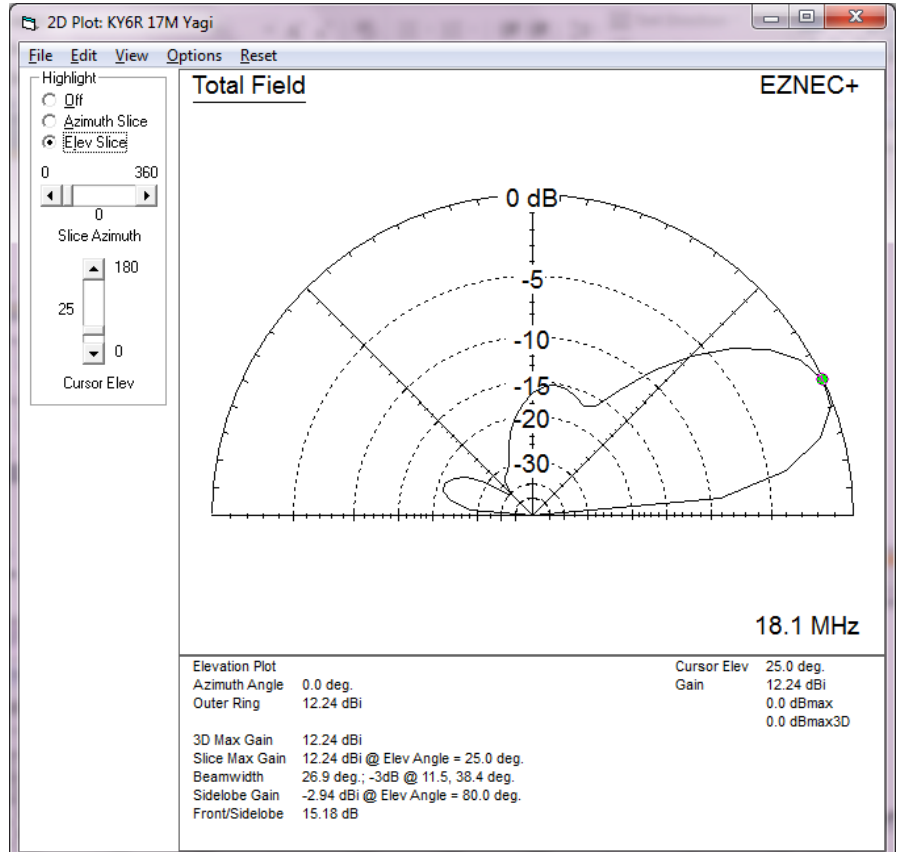 2D Plot: KY6R 17M Yagi
File Edit View Options Reset
Highlight
Off
Azimuth Slice
Elev Slice
0 360
0
Slice Azimuth
180
25
0
Cursor Elev
Total Field EZNEC+
0 dB
-5
-10
-15
-20
-30
18.1 MHz
Elevation Plot Cursor Elev 25.0 deg.
Azimuth Angle 0.0 deg. Gain 12.24 dBi
Outer Ring 12.24 dBi 0.0 dBmax
0.0 dBmax3D
3D Max Gain 12.24 dBi
Slice Max Gain 12.24 dBi @ Elev Angle = 25.0 deg.
Beamwidth 26.9 deg.; -3dB @ 11.5, 38.4 deg.
Sidelobe Gain -2.94 dBi @ Elev Angle = 80.0 deg.
Front/Sidelobe 15.18 dB